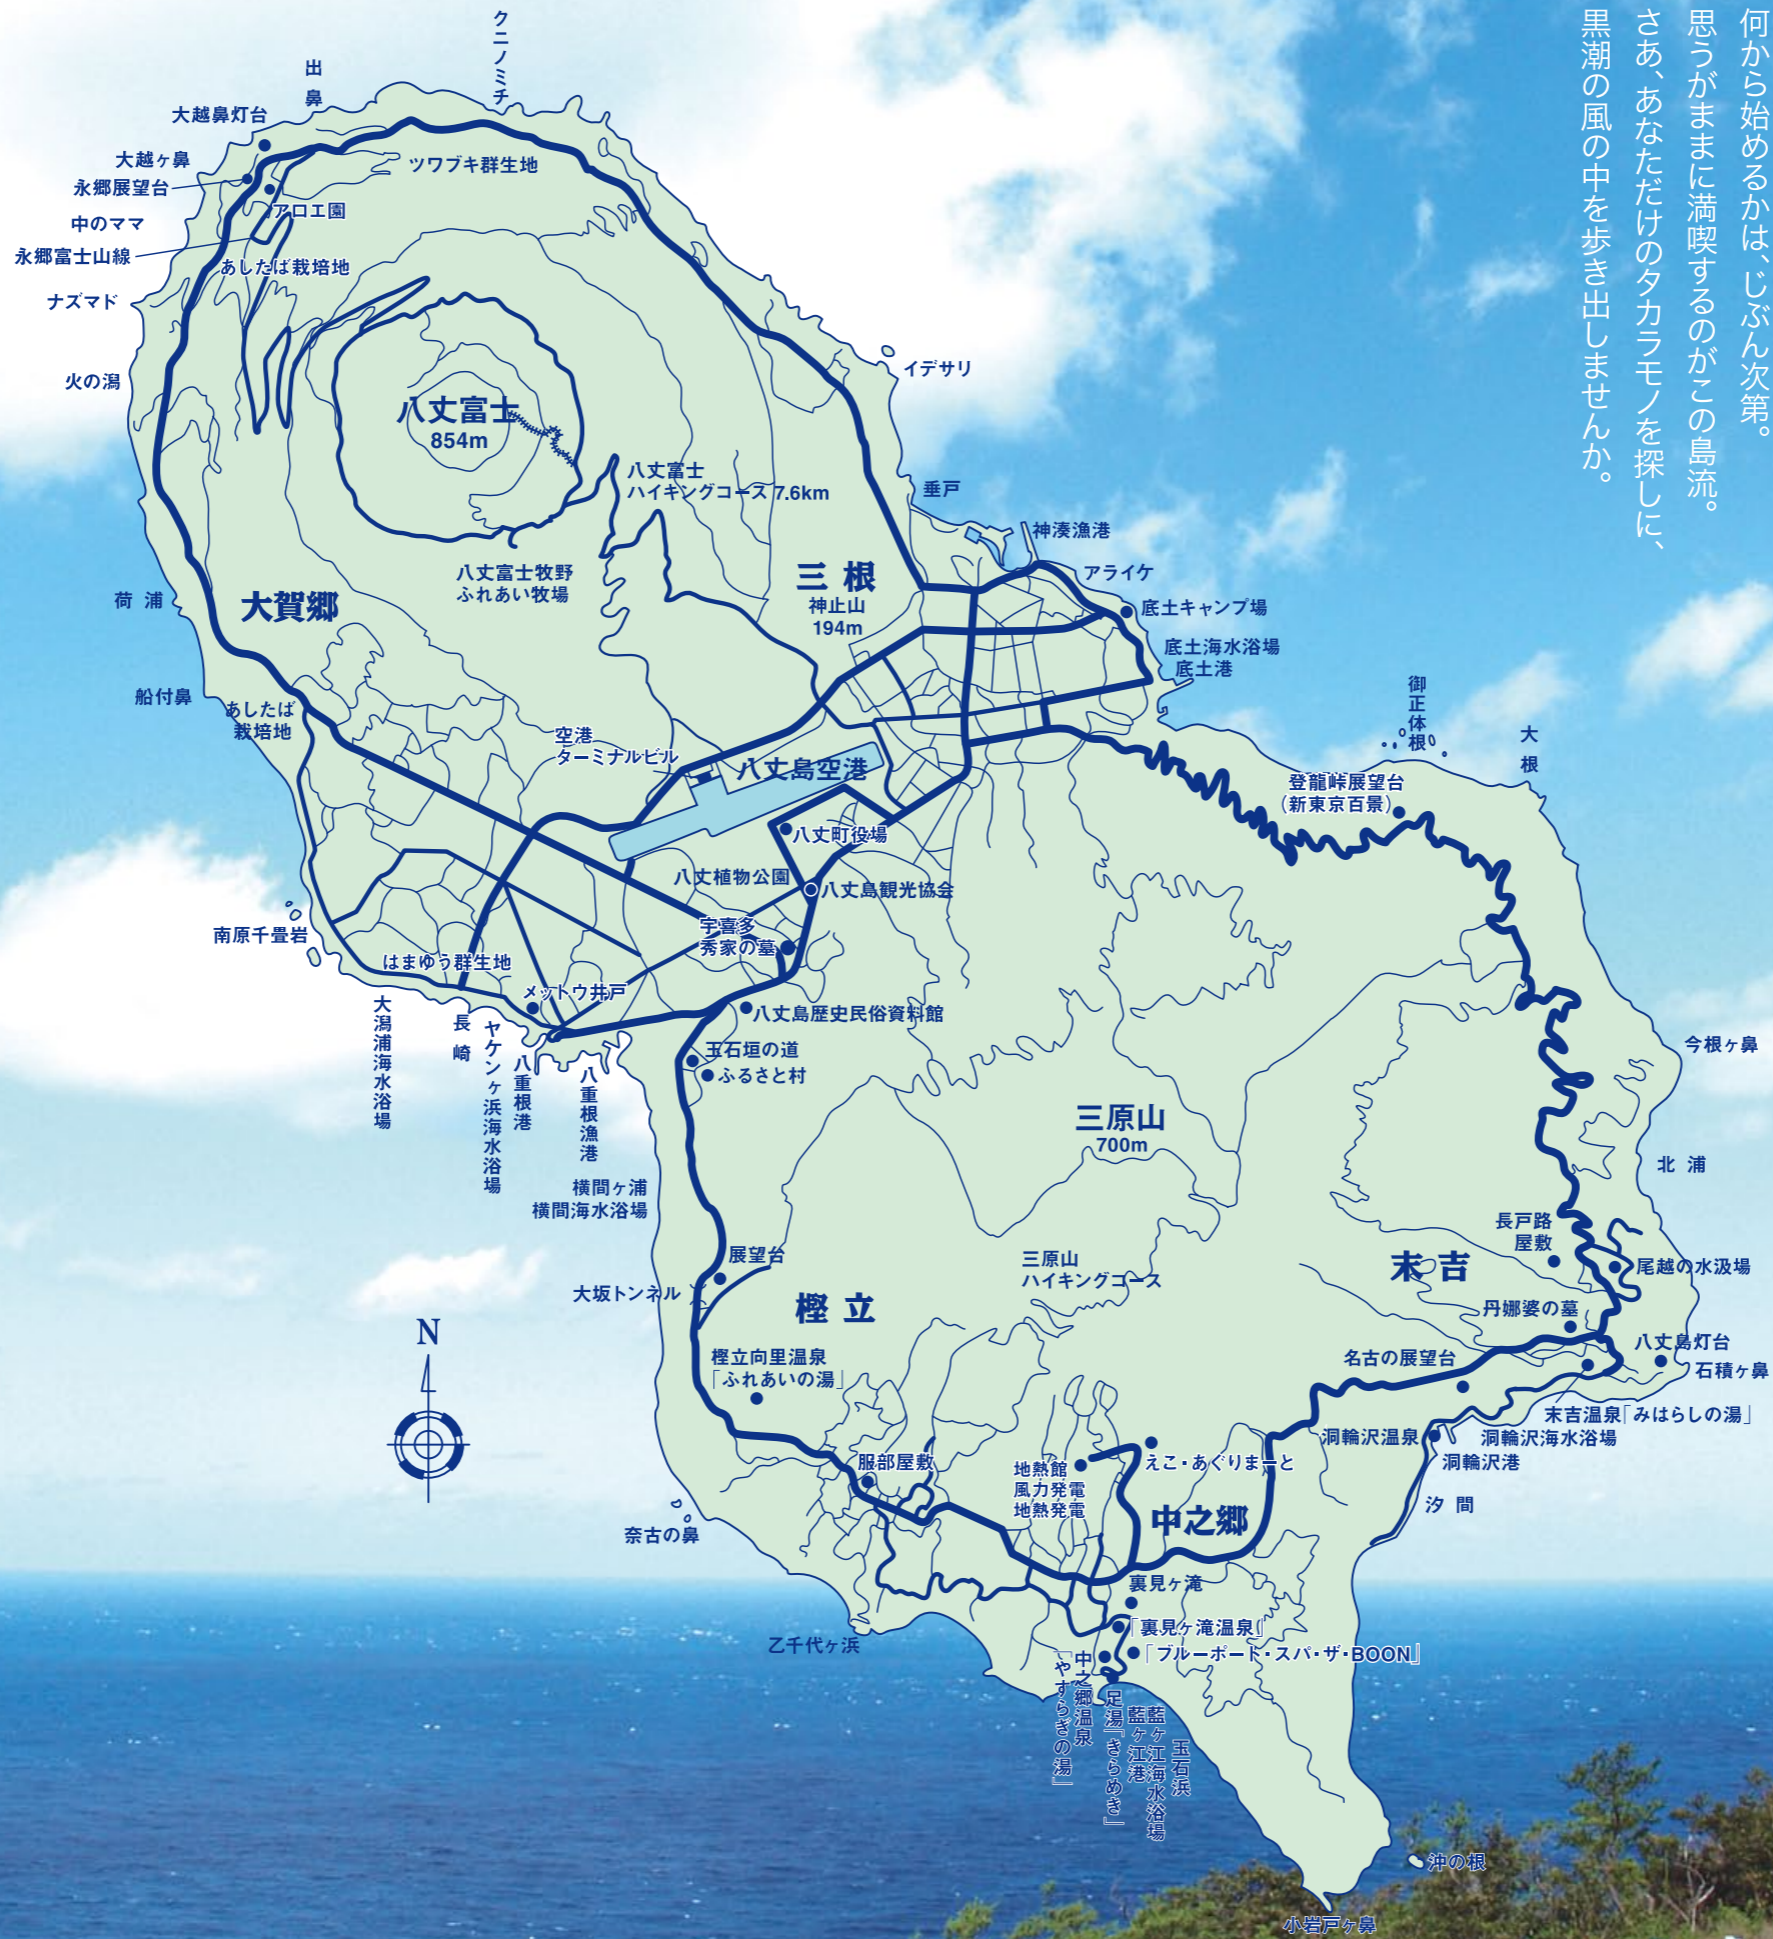 何から始めるかは、じぶん次第。
思うがままに満喫するのがこの島流。
さあ、あなただけのタカラモノを探しに、
黒潮の風の中を歩き出しませんか。
クニノミチ
出鼻
大越鼻灯台
大越ヶ鼻
永郷展望台
ツワブキ群生地
アロエ園
中のママ
永郷富士山線
あしたば栽培地
ナズマド
火の潟
イデサリ
八丈富士
854m
八丈富士
ハイキングコース 7.6km
垂戸
神湊漁港
アライケ
八丈富士牧野
ふれあい牧場
三根
神止山
194m
底土キャンプ場
底土海水浴場
底土港
荷浦
大賀郷
船付鼻
あしたば
栽培地
空港
ターミナルビル
八丈島空港
御正体根
大根
登龍峠展望台
(新東京百景)
八丈町役場
八丈植物公園
八丈島観光協会
宇喜多
秀家の墓
南原千畳岩
はまゆう群生地
メットウ井戸
八丈島歴史民俗資料館
大潟浦海水浴場
長崎
ヤケンヶ浜海水浴場
八重根港
八重根漁港
玉石垣の道
ふるさと村
今根ヶ鼻
三原山
700m
北浦
横間ヶ浦
横間海水浴場
長戸路
屋敷
展望台
三原山
ハイキングコース
末吉
尾越の水汲場
大坂トンネル
樫立
丹娜婆の墓
N
八丈島灯台
名古の展望台
石積ヶ鼻
樫立向里温泉
「ふれあいの湯」
末吉温泉「みはらしの湯」
洞輪沢温泉
洞輪沢海水浴場
洞輪沢港
服部屋敷
地熱館
風力発電
地熱発電
えこ・あぐりまーと
汐間
中之郷
奈古の鼻
裏見ヶ滝
「裏見ヶ滝温泉」
「ブルーポート・スパ・ザ・BOON」
乙千代ヶ浜
中之郷温泉
「やすらぎの湯」
足湯「きらめき」
藍ヶ江港
藍ヶ江海水浴場
玉石浜
沖の根
小岩戸ヶ鼻